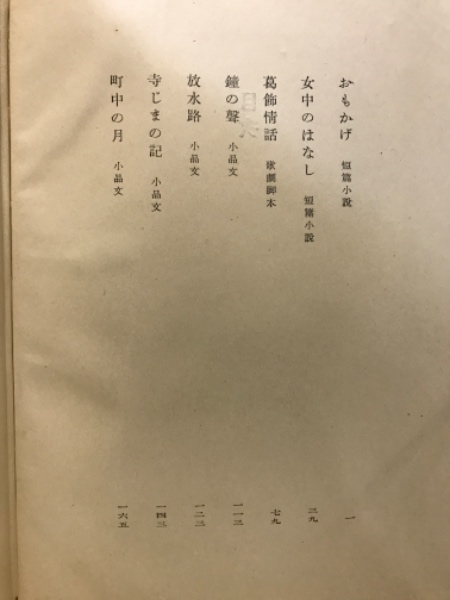 おもかげ 短篇小説 一
女中のはなし 短篇小説 三九
葛飾情話 歌劇脚本 七九
鐘の聲 小品文 一一三
放水路 小品文 一二三
寺じまの記 小品文 一四三
町中の月 小品文 一六五